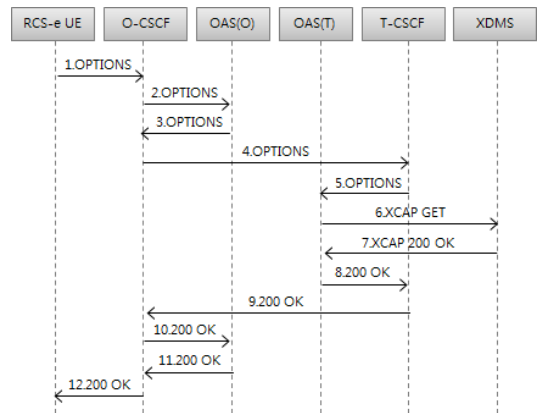 RCS-e UE O-CSCF OAS(O) OAS(T) T-CSCF XDMS
1.OPTIONS
2.OPTIONS
3.OPTIONS
4.OPTIONS
5.OPTIONS
6.XCAP GET
7.XCAP 200 OK
8.200 OK
9.200 OK
10.200 OK
11.200 OK
12.200 OK